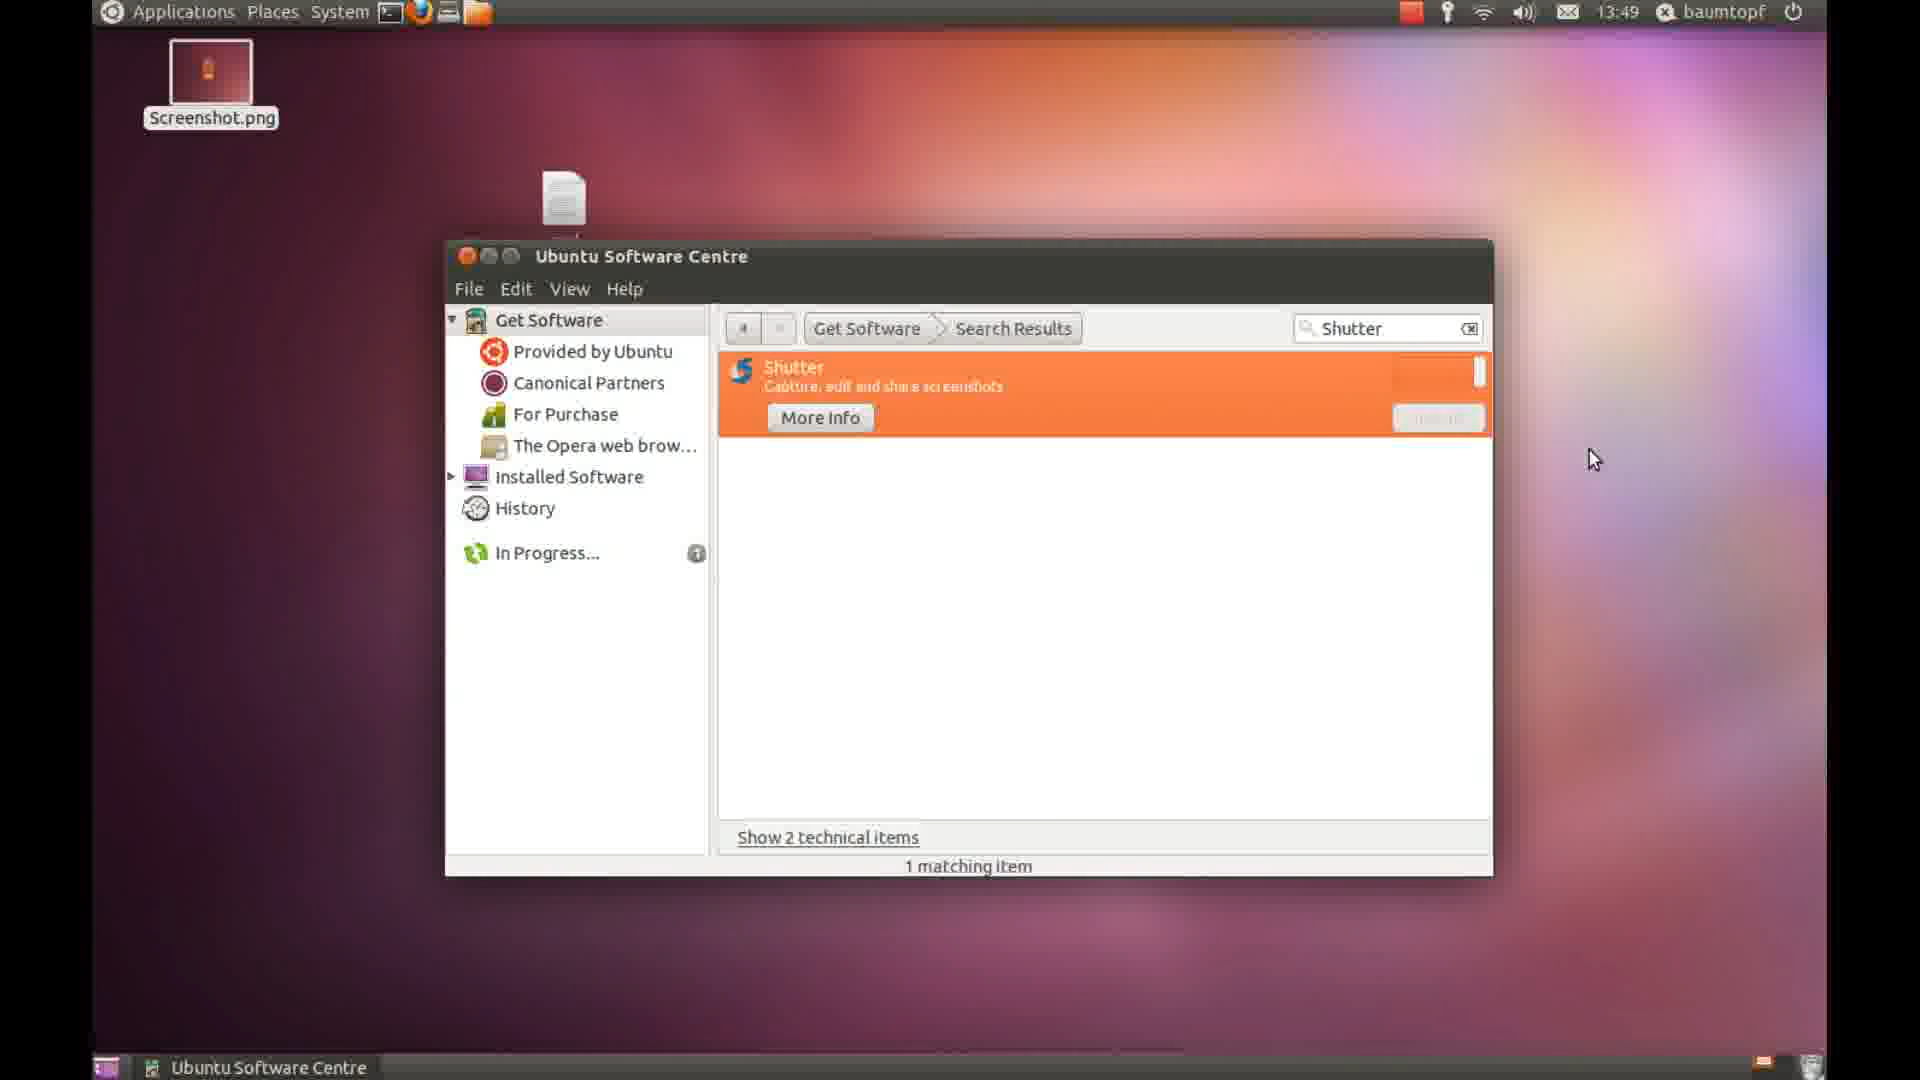 Applications Places System 13:49 baumtopf
Screenshot.png
Ubuntu Software Centre
File Edit View Help
Get Software
Provided by Ubuntu
Canonical Partners
For Purchase
The Opera web brow...
Installed Software
History
In Progress...
Get Software Search Results Shutter
Shutter
Capture, edit and share screenshots
More Info
Show 2 technical items
1 matching item
Ubuntu Software Centre